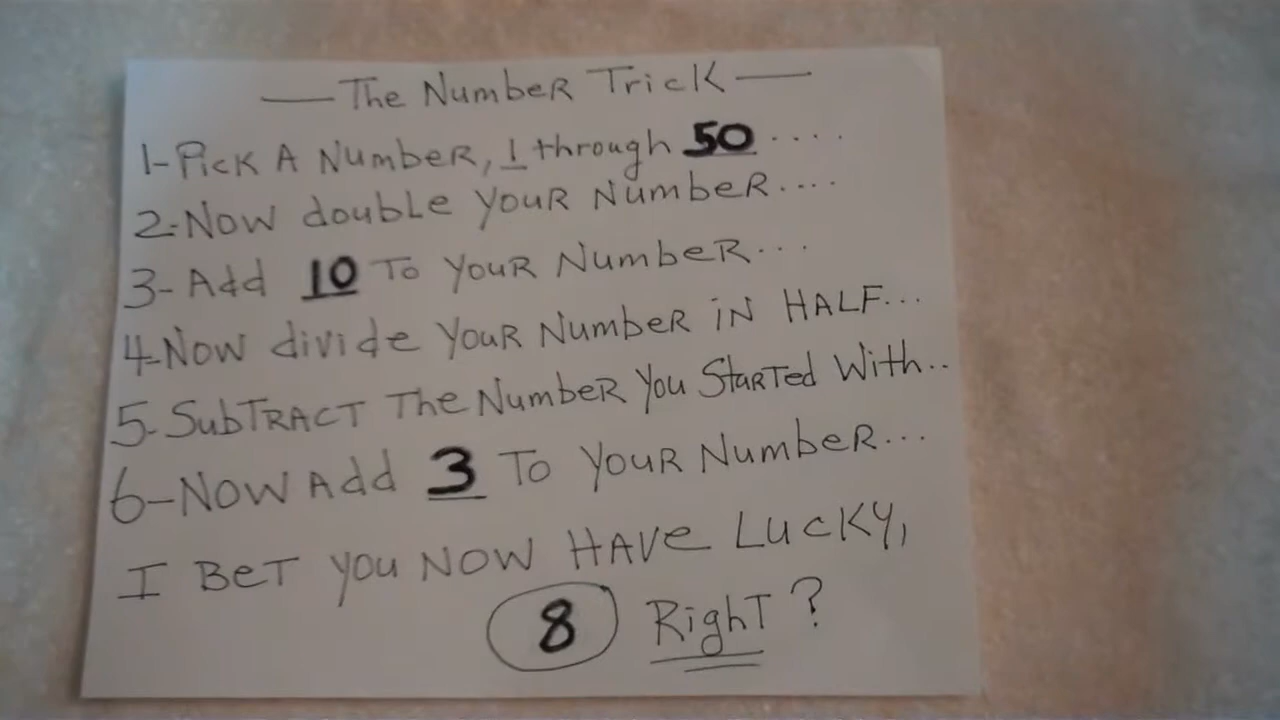 — The Number Trick —
1-Pick A Number, 1 through 50 ....
2-Now double Your Number....
3-Add 10 To Your Number...
4-Now divide Your Number iN HALF...
5-SubTRACT The Number You StarTed With..
6-Now Add 3 To Your Number...
I BeT You Now HAVe Lucky,
8 RighT?